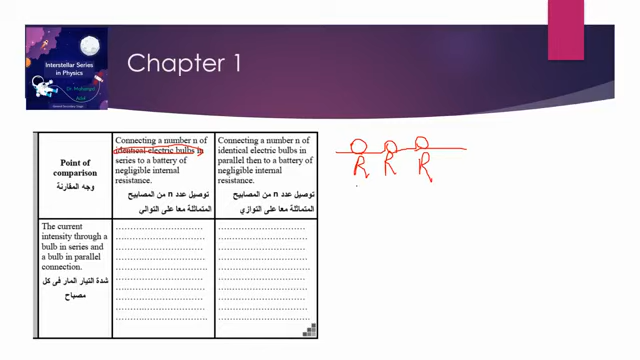 Interstellar Series
in Physics
Chapter 1
Point of
comparison
وجه المقارنة
Connecting a number n of
identical electric bulbs in
series to a battery of
negligible internal
resistance.
توصيل عدد n من المصابيح
المتماثلة معا على التوالي
Connecting a number n of
identical electric bulbs in
parallel then to a battery of
negligible internal
resistance.
توصيل عدد n من المصابيح
المتماثلة معا على التوازي
R R R
The current
intensity through a
bulb in series and
a bulb in parallel
connection.
شدة التيار المار فى كل
مصباح